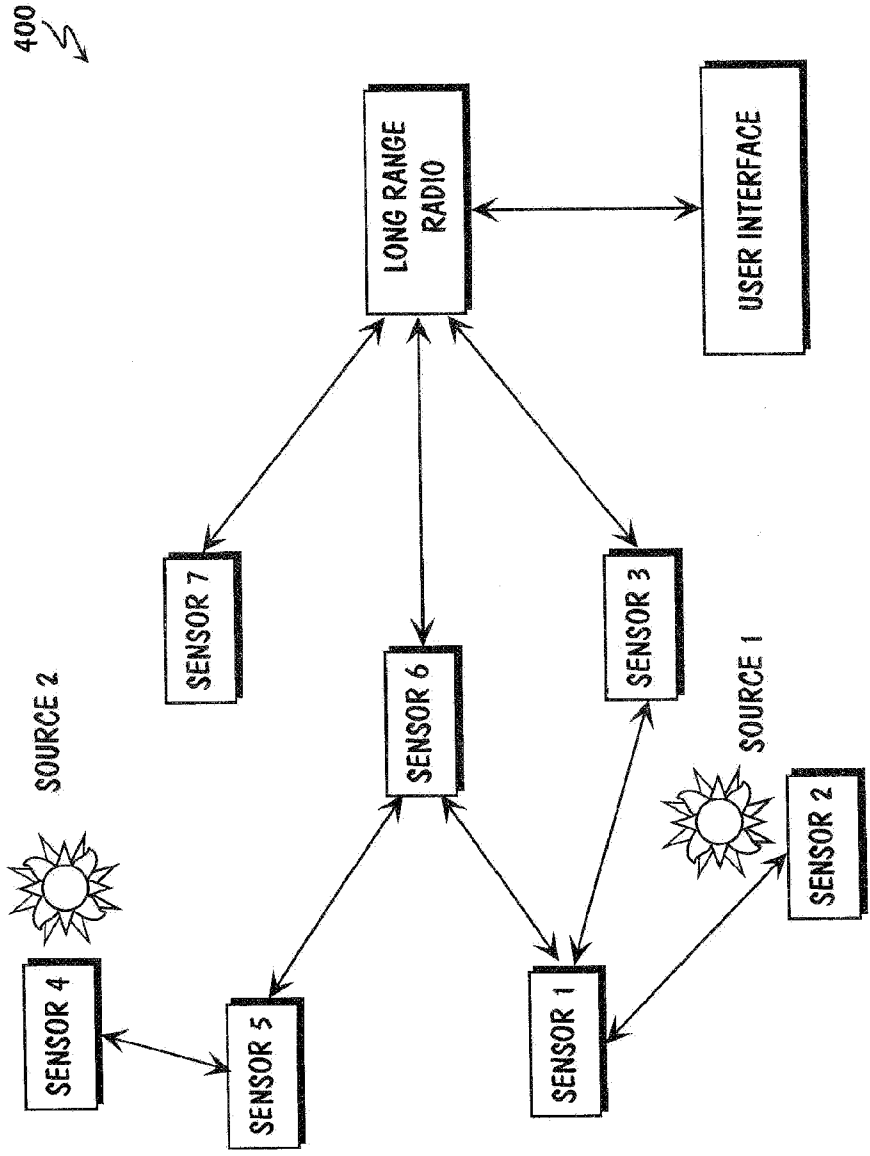 400
SOURCE 2
SENSOR 4
SENSOR 5
SENSOR 7
SENSOR 6
LONG RANGE
RADIO
SENSOR 1
SENSOR 3
SOURCE 1
SENSOR 2
USER INTERFACE